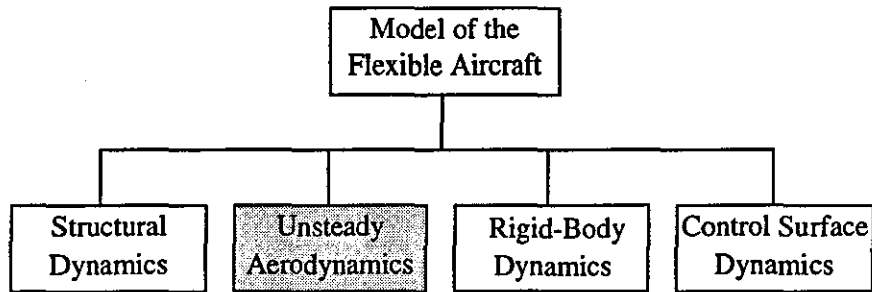 Model of the
Flexible Aircraft
Structural
Dynamics
Unsteady
Aerodynamics
Rigid-Body
Dynamics
Control Surface
Dynamics